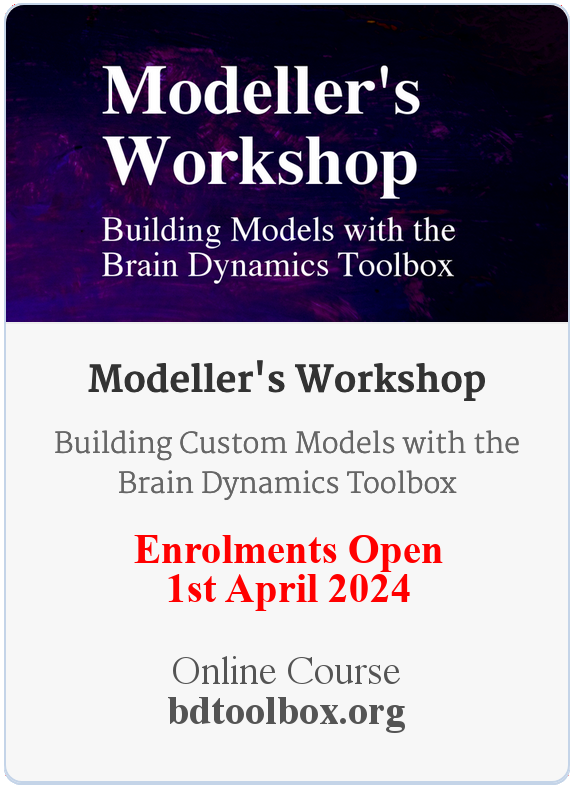 Modeller's
Workshop
Building Models with the
Brain Dynamics Toolbox
Modeller's Workshop
Building Custom Models with the
Brain Dynamics Toolbox
Enrolments Open
1st April 2024
Online Course
bdtoolbox.org